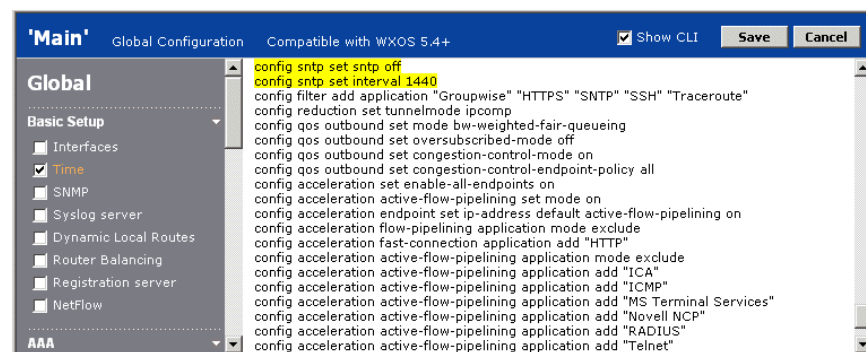 'Main' Global Configuration Compatible with WXOS 5.4+ Show CLI Save Cancel
Global
Basic Setup
Interfaces
Time
SNMP
Syslog server
Dynamic Local Routes
Router Balancing
Registration server
NetFlow
AAA
config sntp set sntp off
config sntp set interval 1440
config filter add application "Groupwise" "HTTPS" "SNTP" "SSH" "Traceroute"
config reduction set tunnelmode ipcomp
config qos outbound set mode bw-weighted-fair-queueing
config qos outbound set oversubscribed-mode off
config qos outbound set congestion-control-mode on
config qos outbound set congestion-control-endpoint-policy all
config acceleration set enable-all-endpoints on
config acceleration active-flow-pipelining set mode on
config acceleration endpoint set ip-address default active-flow-pipelining on
config acceleration flow-pipelining application mode exclude
config acceleration fast-connection application add "HTTP"
config acceleration active-flow-pipelining application mode exclude
config acceleration active-flow-pipelining application add "ICA"
config acceleration active-flow-pipelining application add "ICMP"
config acceleration active-flow-pipelining application add "MS Terminal Services"
config acceleration active-flow-pipelining application add "Novell NCP"
config acceleration active-flow-pipelining application add "RADIUS"
config acceleration active-flow-pipelining application add "Telnet"